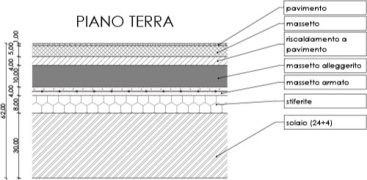 PIANO TERRA
pavimento
massetto
riscaldamento a
pavimento
massetto alleggerito
massetto armato
stiferite
solaio (24+4)
5,00
4,00
10,00
4,00
8,00
30,00
62,00